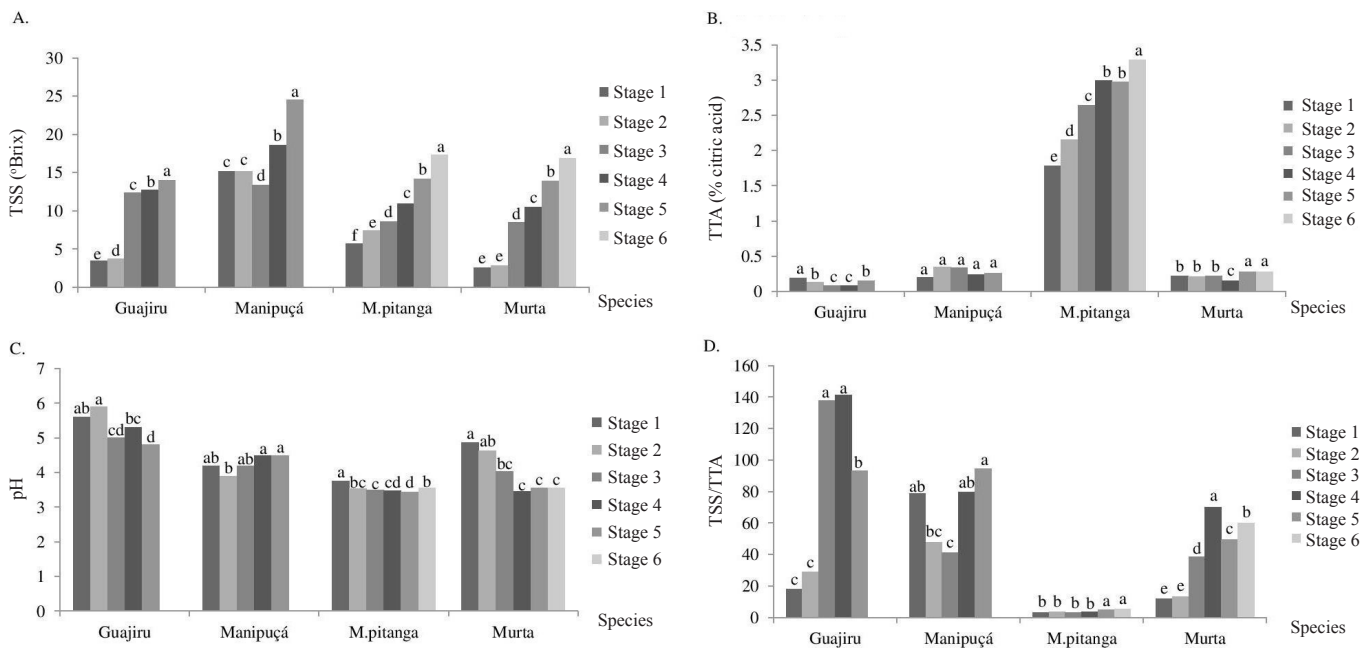 A.
30
25
20
15
10
5
0
TSS (ºBrix)
e d c b a
c c d b a
f e d c b a
e e d c b a
Guajiru Manipuçá M.pitanga Murta
Species
Stage 1
Stage 2
Stage 3
Stage 4
Stage 5
Stage 6
B.
3.5
3
2.5
2
1.5
1
0.5
0
TTA (% citric acid)
a b c c b
a a a a a
e d c b b a
b b b c a a
Guajiru Manipuçá M.pitanga Murta
Species
Stage 1
Stage 2
Stage 3
Stage 4
Stage 5
Stage 6
C.
7
6
5
4
3
2
1
0
pH
ab a cd bc d
ab b ab a a
a bc c cd d b
a ab bc c c c
Guajiru Manipuçá M.pitanga Murta
Species
Stage 1
Stage 2
Stage 3
Stage 4
Stage 5
Stage 6
D.
160
140
120
100
80
60
40
20
0
TSS/TTA
c c a a b
ab bc c ab a
b b b b a a
e e d a c b
Guajiru Manipuçá M.pitanga Murta
Species
Stage 1
Stage 2
Stage 3
Stage 4
Stage 5
Stage 6